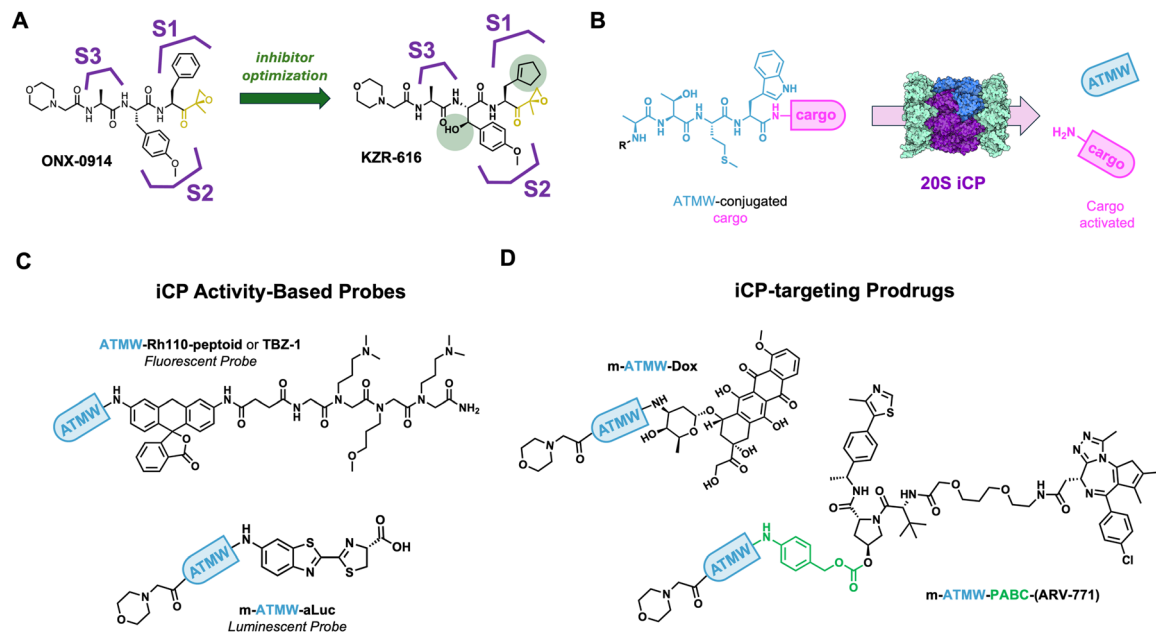 A
S1
S3
S2
ONX-0914
inhibitor
optimization
S1
S3
S2
KZR-616
B
R
ATMW-conjugated
cargo
cargo
20S iCP
ATMW
H2N
cargo
Cargo
activated
C
iCP Activity-Based Probes
ATMW-Rh110-peptoid or TBZ-1
Fluorescent Probe
ATMW
ATMW
m-ATMW-aLuc
Luminescent Probe
D
iCP-targeting Prodrugs
m-ATMW-Dox
ATMW
ATMW
m-ATMW-PABC-(ARV-771)